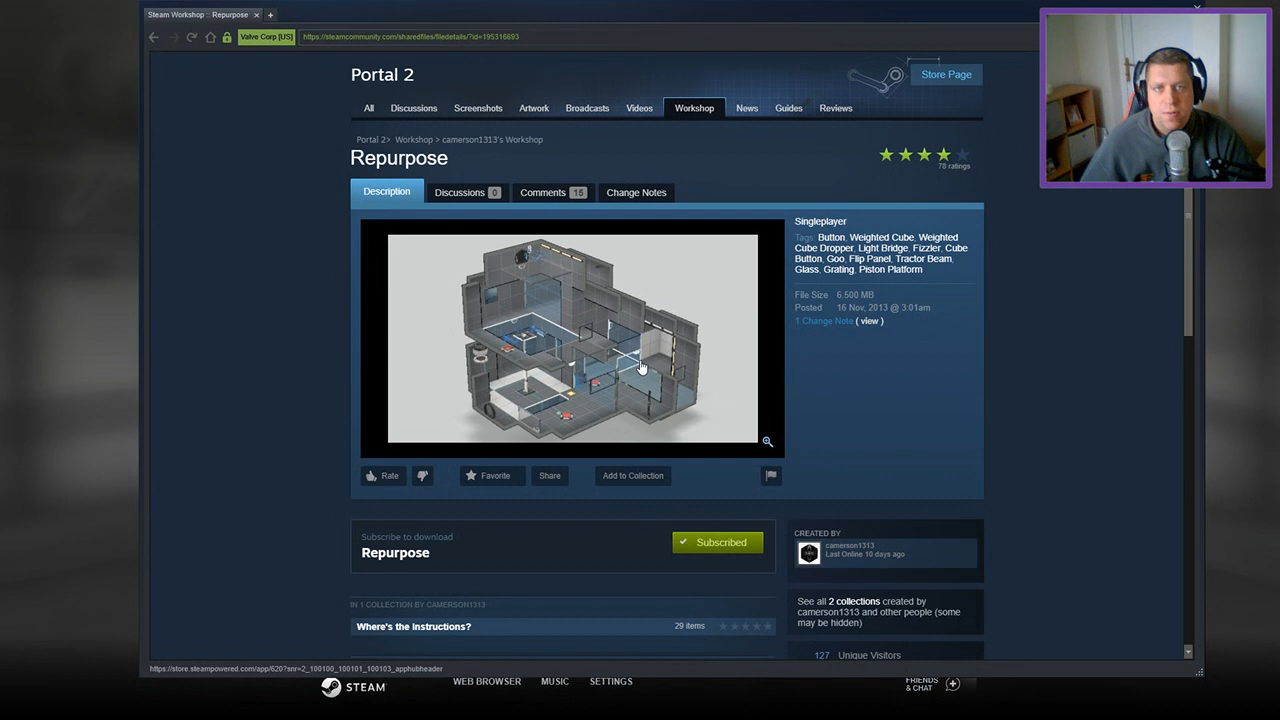 Steam Workshop :: Repurpose
Valve Corp [US]
https://steamcommunity.com/sharedfiles/filedetails/?id=195316693
Portal 2
Store Page
All Discussions Screenshots Artwork Broadcasts Videos Workshop News Guides Reviews
Portal 2> Workshop > camerson1313's Workshop
Repurpose
78 ratings
Description Discussions 0 Comments 15 Change Notes
Singleplayer
Tags: Button, Weighted Cube, Weighted
Cube Dropper, Light Bridge, Fizzler, Cube
Button, Goo, Flip Panel, Tractor Beam,
Glass, Grating, Piston Platform
File Size 6.500 MB
Posted 16 Nov, 2013 @ 3:01am
1 Change Note ( view )
Rate Favorite Share Add to Collection
Subscribe to download
Repurpose
Subscribed
CREATED BY
camerson1313
Last Online 10 days ago
IN 1 COLLECTION BY CAMERSON1313
Where's the Instructions? 29 items
See all 2 collections created by
camerson1313 and other people (some
may be hidden)
127 Unique Visitors
https://store.steampowered.com/app/620?snr=2_100100_100101_100103_apphubheader
STEAM
WEB BROWSER MUSIC SETTINGS
FRIENDS
& CHAT